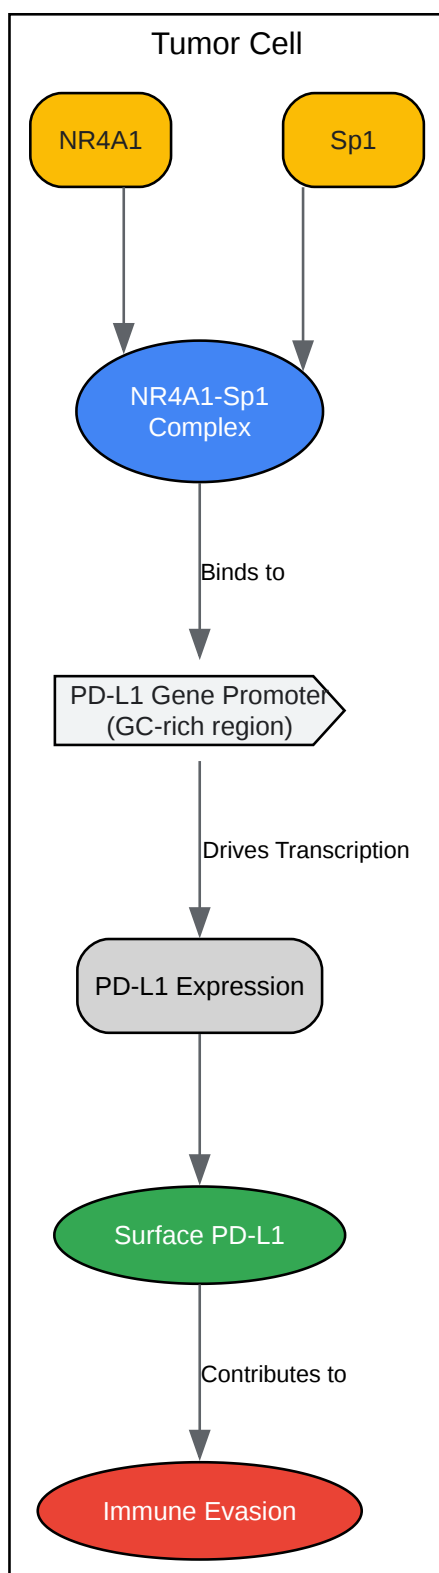 Tumor Cell
NR4A1
Sp1
NR4A1-Sp1
Complex
Binds to
PD-L1 Gene Promoter
(GC-rich region)
Drives Transcription
PD-L1 Expression
Surface PD-L1
Contributes to
Immune Evasion